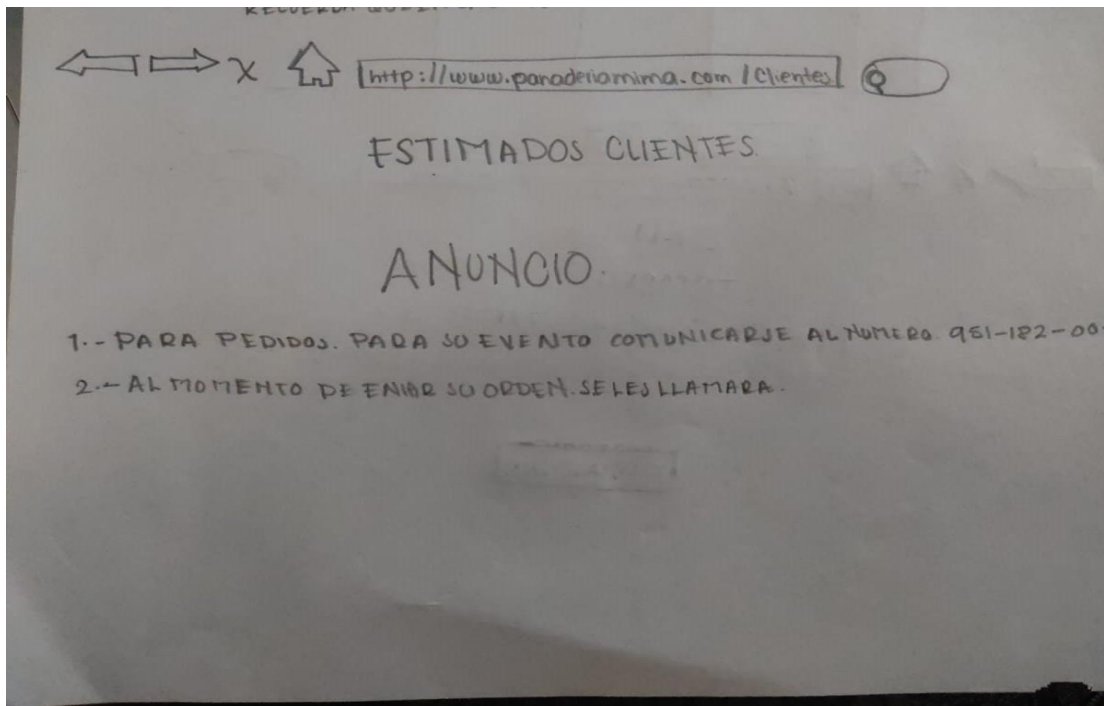 http://www.panaderiamima.com/Clientes
ESTIMADOS CLIENTES.
ANUNCIO.
1.- PARA PEDIDOS. PARA SU EVENTO COMUNICARSE AL NUMERO. 951-182-00
2.- AL MOMENTO DE ENIAR SU ORDEN. SE LES LLAMARA.